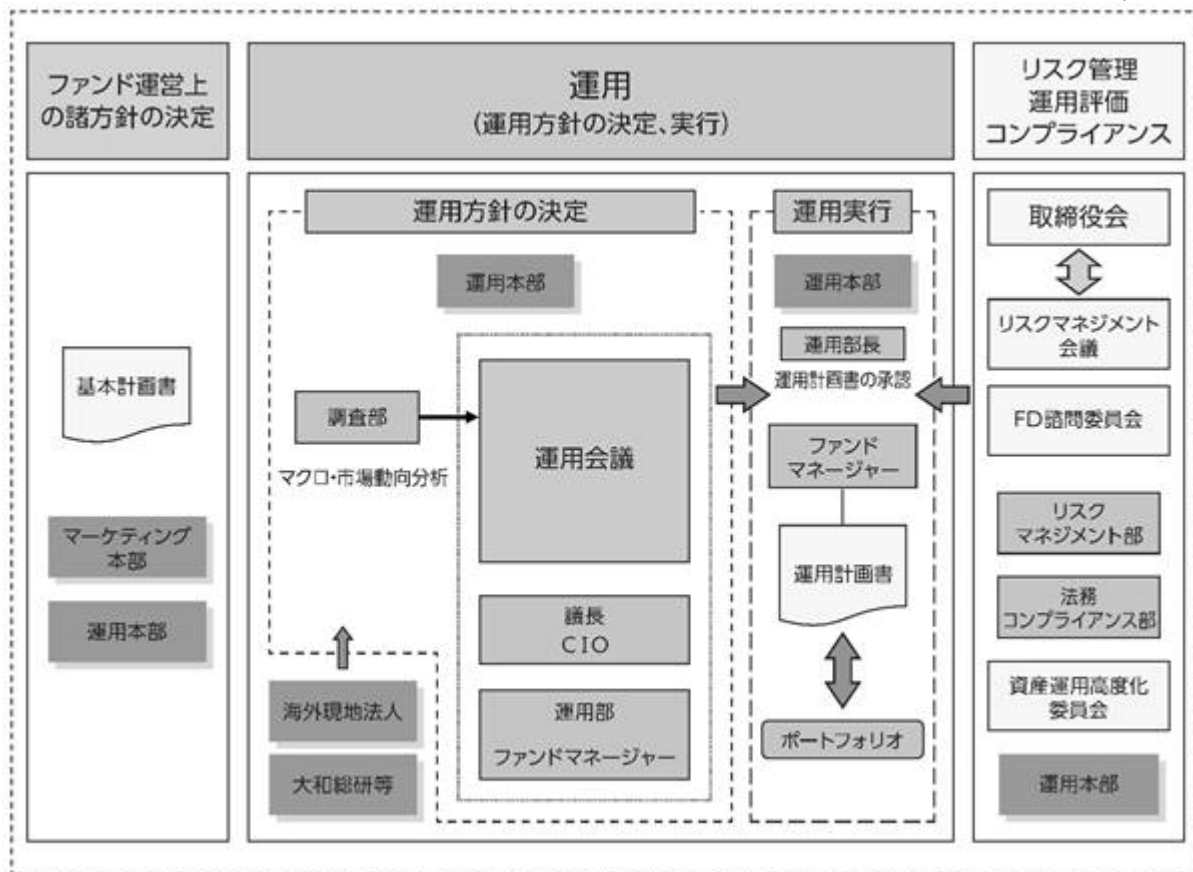 ファンド運営上
の諸方針の決定
運用
(運用方針の決定、実行)
リスク管理
運用評価
コンプライアンス
基本計画書
マーケティング
本部
運用本部
運用方針の決定
運用本部
調査部
マクロ・市場動向分析
運用会議
議長
CIO
運用部
ファンドマネージャー
海外現地法人
大和総研等
運用実行
運用本部
運用部長
運用計画書の承認
ファンド
マネージャー
運用計画書
ポートフォリオ
取締役会
リスクマネジメント
会議
FD諮問委員会
リスク
マネジメント部
法務
コンプライアンス部
資産運用高度化
委員会
運用本部